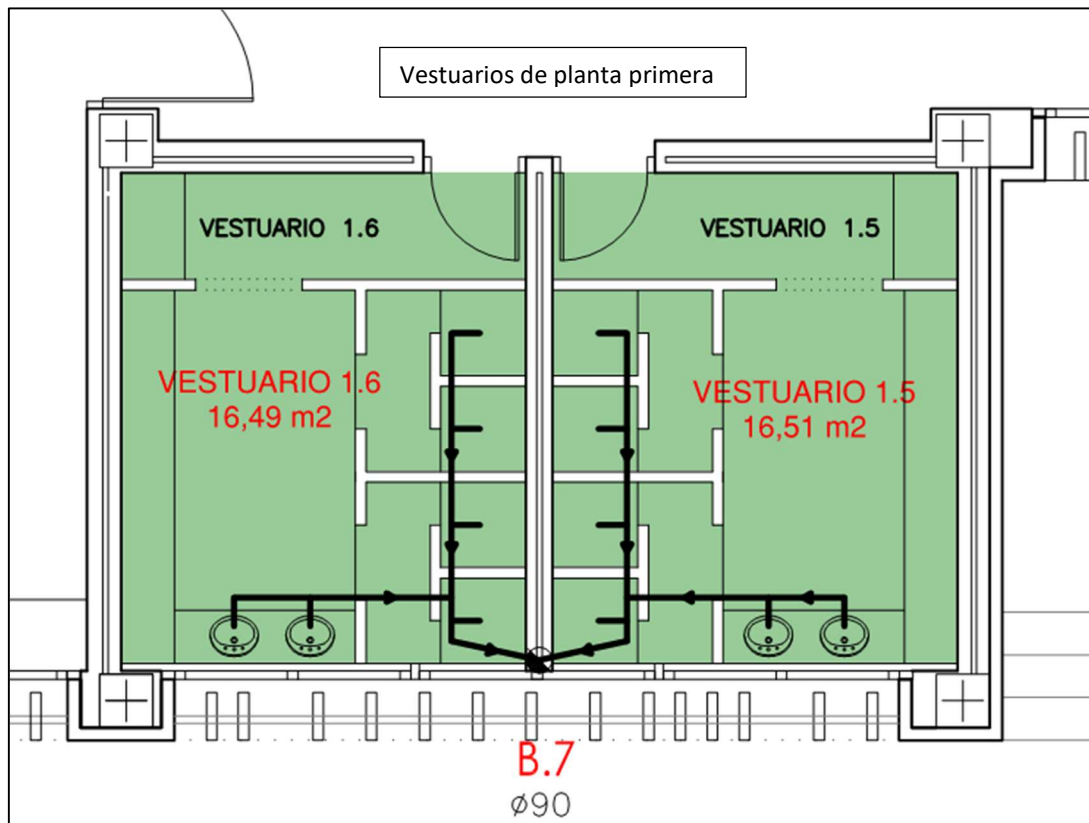 Vestuarios de planta primera
VESTUARIO 1.6
VESTUARIO 1.5
VESTUARIO 1.6
16,49 m2
VESTUARIO 1.5
16,51 m2
B.7
ø90